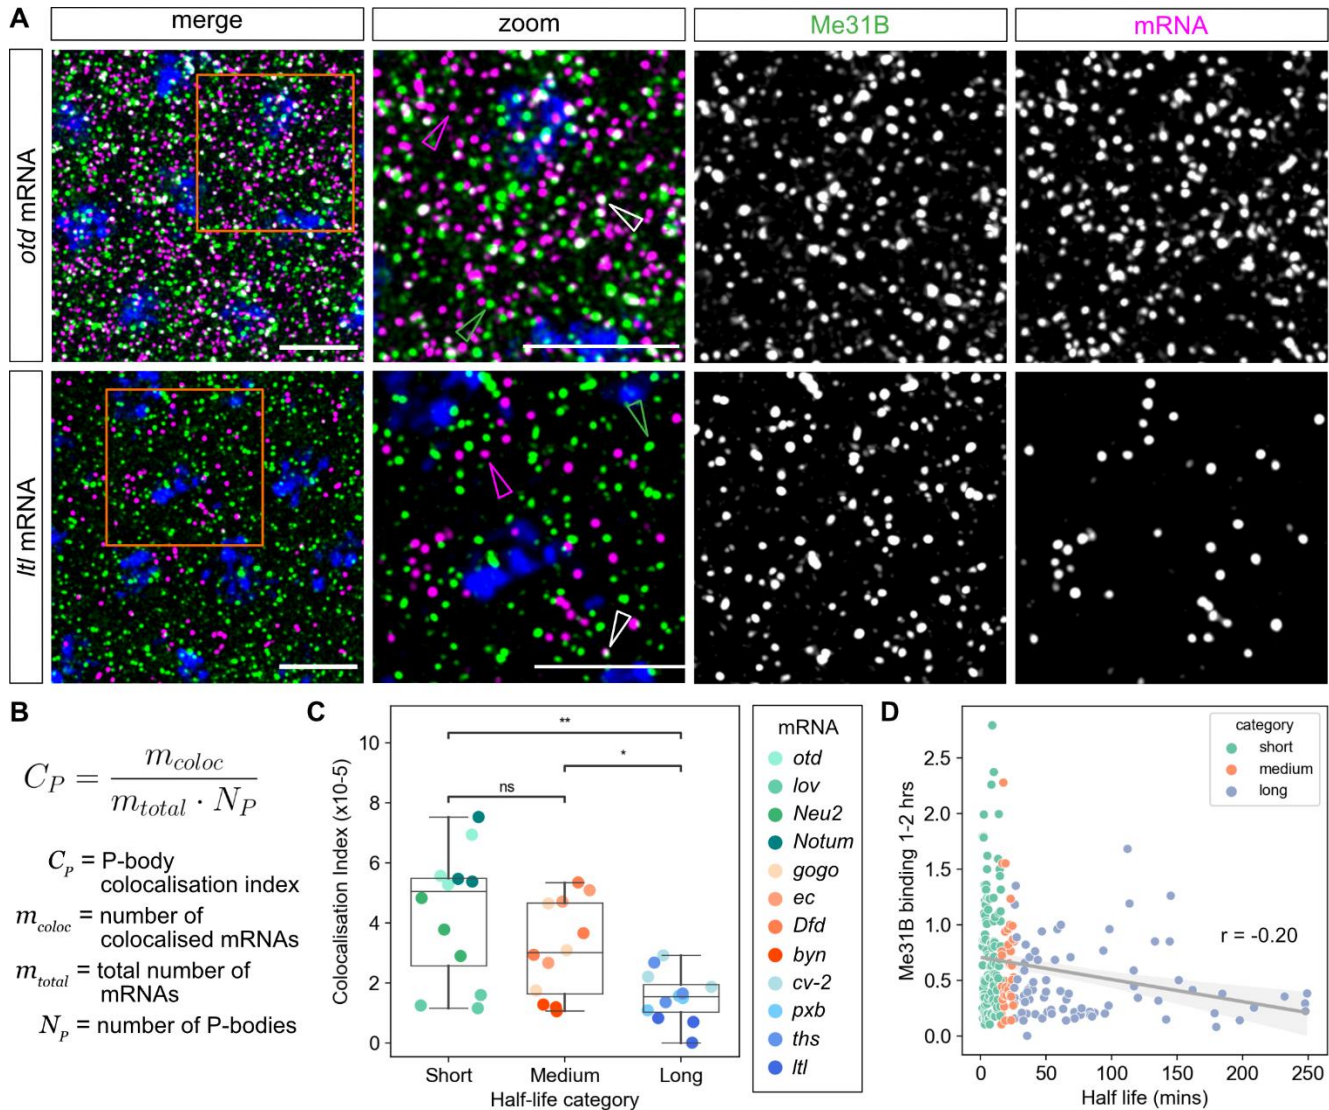 A
merge
zoom
Me31B
mRNA
otd mRNA
ltl mRNA
B
C_P = m_coloc / (m_total · N_P)
C_P = P-body
colocalisation index
m_coloc = number of
colocalised mRNAs
m_total = total number of
mRNAs
N_P = number of P-bodies
C
Colocalisation Index (x10-5)
10
8
6
4
2
0
**
*
ns
Short
Medium
Long
Half-life category
mRNA
otd
lov
Neu2
Notum
gogo
ec
Dfd
byn
cv-2
pxb
ths
ltl
D
Me31B binding 1-2 hrs
2.5
2.0
1.5
1.0
0.5
0.0
category
short
medium
long
r = -0.20
0
50
100
150
200
250
Half life (mins)